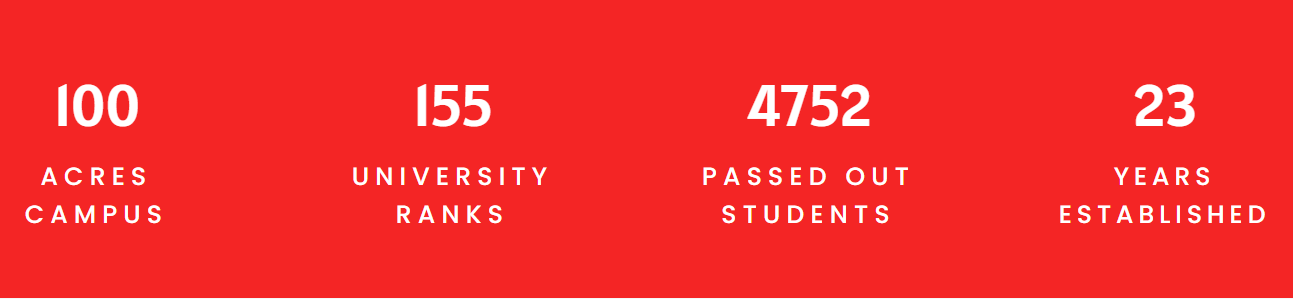 100
ACRES
CAMPUS
155
UNIVERSITY
RANKS
4752
PASSED OUT
STUDENTS
23
YEARS
ESTABLISHED